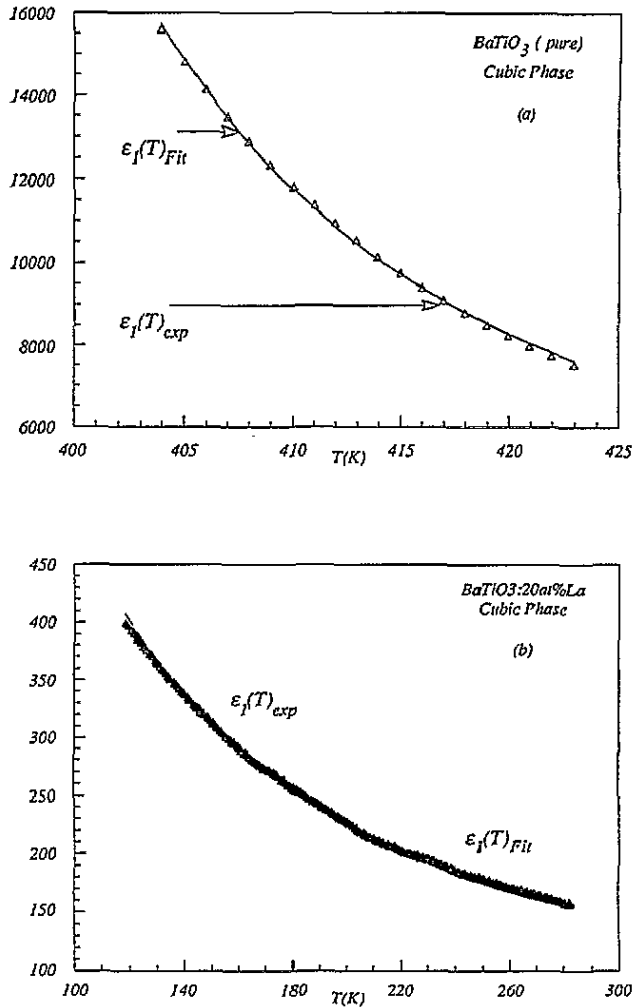 16000
14000
12000
10000
8000
6000
BaTiO3 ( pure)
Cubic Phase
(a)
ε1(T)Fit
ε1(T)exp
400 405 410 415 420 425
T(K)
450
400
350
300
250
200
150
100
BaTiO3:20at%La
Cubic Phase
(b)
ε1(T)exp
ε1(T)Fit
100 140 180 220 260 300
T(K)